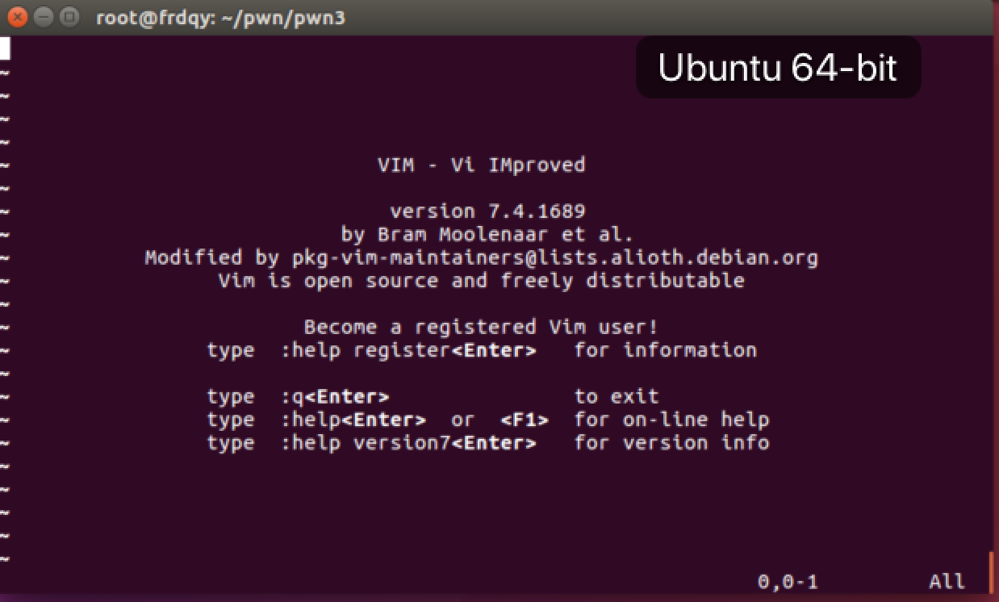 root@frdqy: ~/pwn/pwn3
Ubuntu 64-bit
~
~
~
~
~ VIM - Vi IMproved
~
~ version 7.4.1689
~ by Bram Moolenaar et al.
~ Modified by pkg-vim-maintainers@lists.alioth.debian.org
~ Vim is open source and freely distributable
~
~ Become a registered Vim user!
~ type  :help register<Enter>   for information
~
~ type  :q<Enter>               to exit
~ type  :help<Enter>  or  <F1>  for on-line help
~ type  :help version7<Enter>   for version info
~
~
~
~
~
0,0-1         All